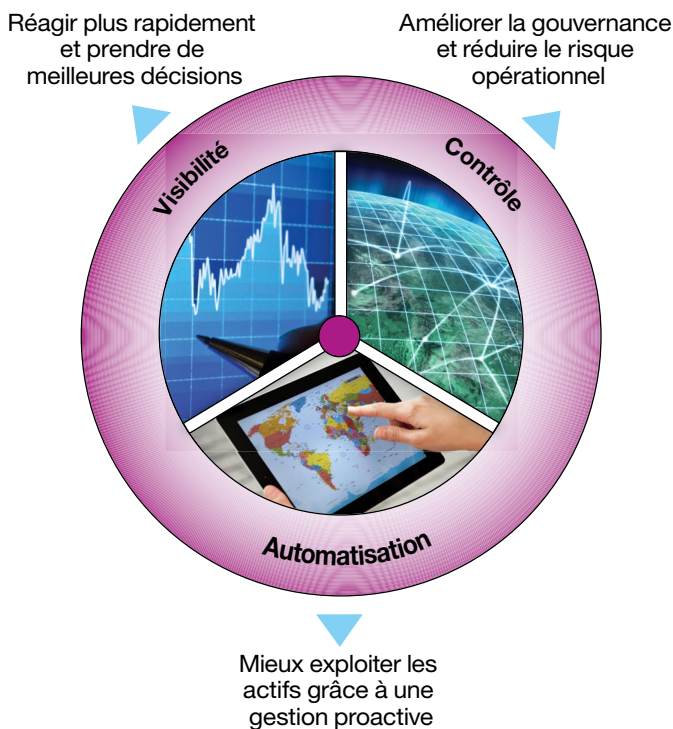 Réagir plus rapidement
et prendre de
meilleures décisions
Améliorer la gouvernance
et réduire le risque
opérationnel
Visibilité
Contrôle
Automatisation
Mieux exploiter les
actifs grâce à une
gestion proactive